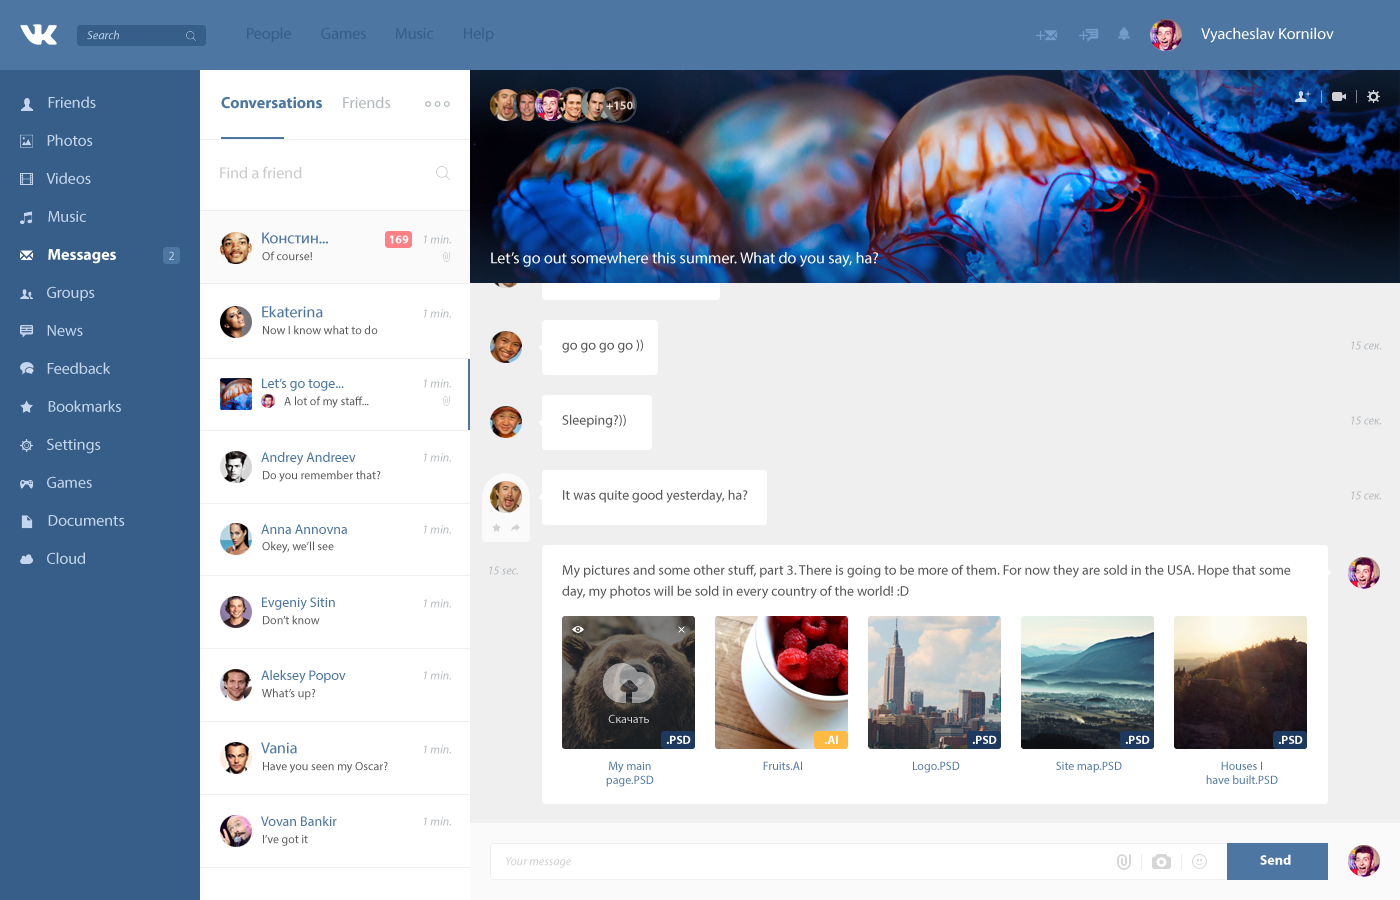 VK
Search
People
Games
Music
Help
Vyacheslav Kornilov
Friends
Photos
Videos
Music
Messages
2
Groups
News
Feedback
Bookmarks
Settings
Games
Documents
Cloud
Conversations
Friends
Find a friend
Констин...
169
1 min.
Of course!
Ekaterina
1 min.
Now I know what to do
Let's go toge...
1 min.
A lot of my staff...
Andrey Andreev
1 min.
Do you remember that?
Anna Annovna
1 min.
Okey, we'll see
Evgeniy Sitin
1 min.
Don't know
Aleksey Popov
1 min.
What's up?
Vania
1 min.
Have you seen my Oscar?
Vovan Bankir
1 min.
I've got it
+150
Let's go out somewhere this summer. What do you say, ha?
go go go go ))
15 сек.
Sleeping?))
15 сек.
It was quite good yesterday, ha?
15 сек.
15 sec.
My pictures and some other stuff, part 3. There is going to be more of them. For now they are sold in the USA. Hope that some
day, my photos will be sold in every country of the world! :D
Скачать
.PSD
.AI
.PSD
.PSD
.PSD
My main
page.PSD
Fruits.AI
Logo.PSD
Site map.PSD
Houses I
have built.PSD
Your message
Send